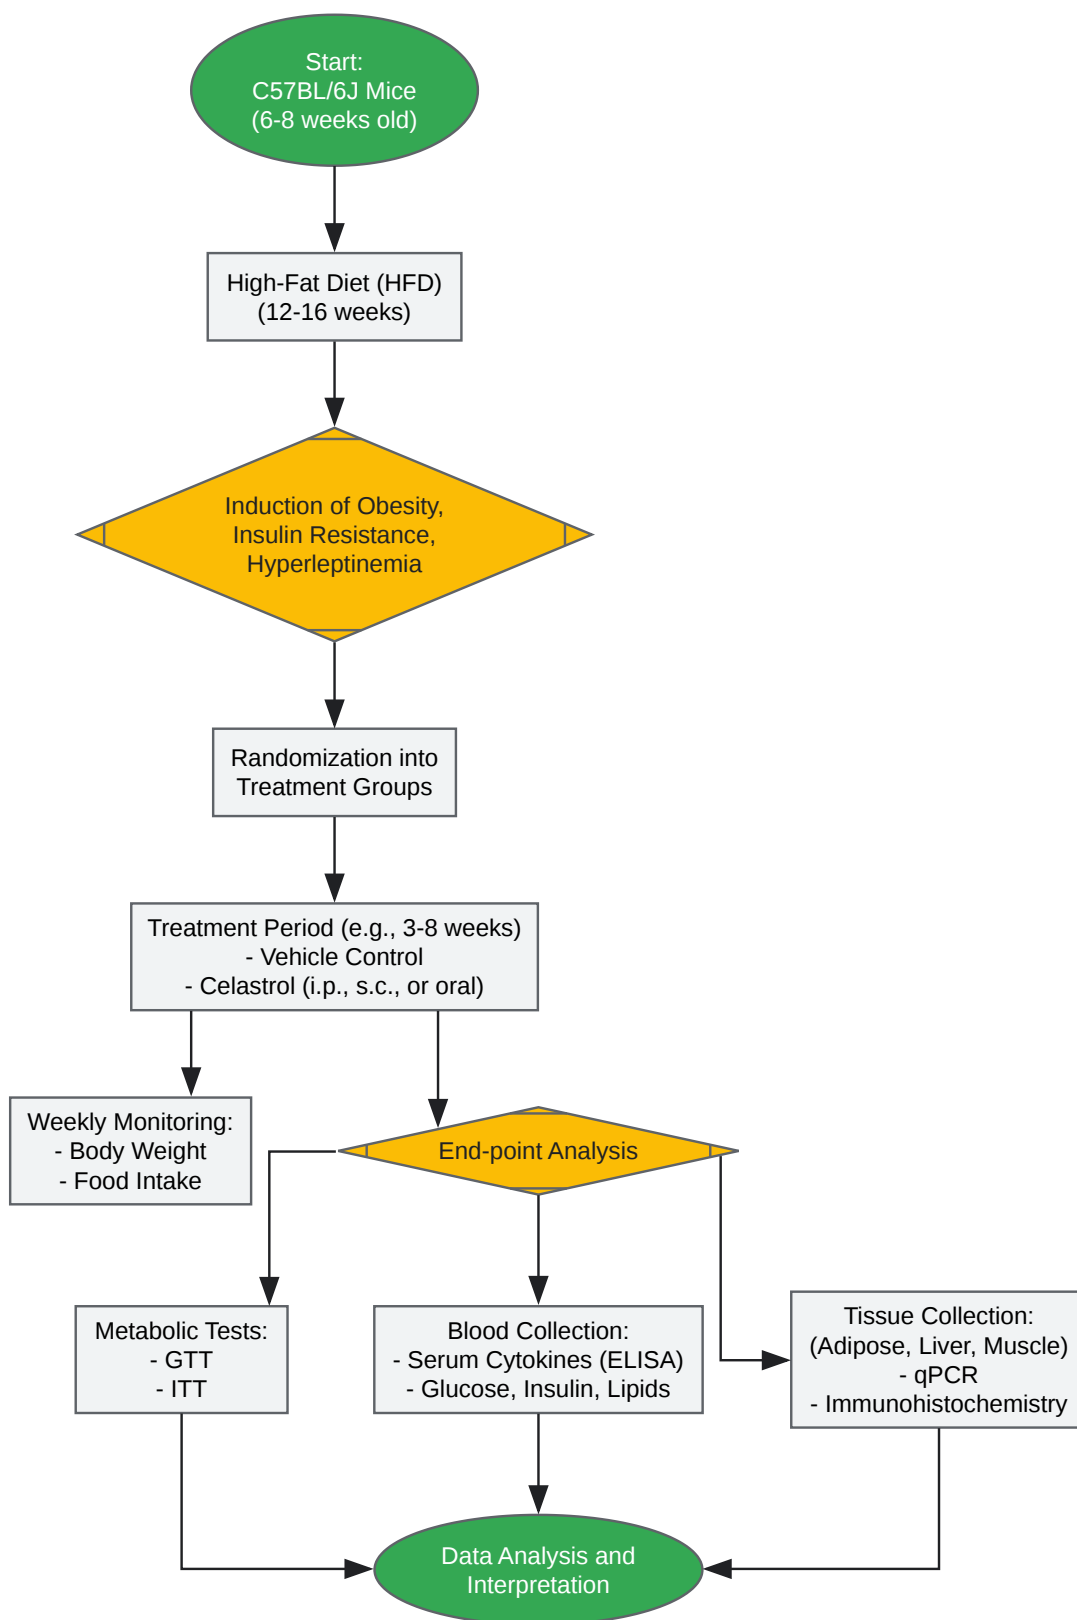 Start:
C57BL/6J Mice
(6-8 weeks old)
High-Fat Diet (HFD)
(12-16 weeks)
Induction of Obesity,
Insulin Resistance,
Hyperleptinemia
Randomization into
Treatment Groups
Treatment Period (e.g., 3-8 weeks)
- Vehicle Control
- Celastrol (i.p., s.c., or oral)
Weekly Monitoring:
- Body Weight
- Food Intake
End-point Analysis
Metabolic Tests:
- GTT
- ITT
Blood Collection:
- Serum Cytokines (ELISA)
- Glucose, Insulin, Lipids
Tissue Collection:
(Adipose, Liver, Muscle)
- qPCR
- Immunohistochemistry
Data Analysis and
Interpretation